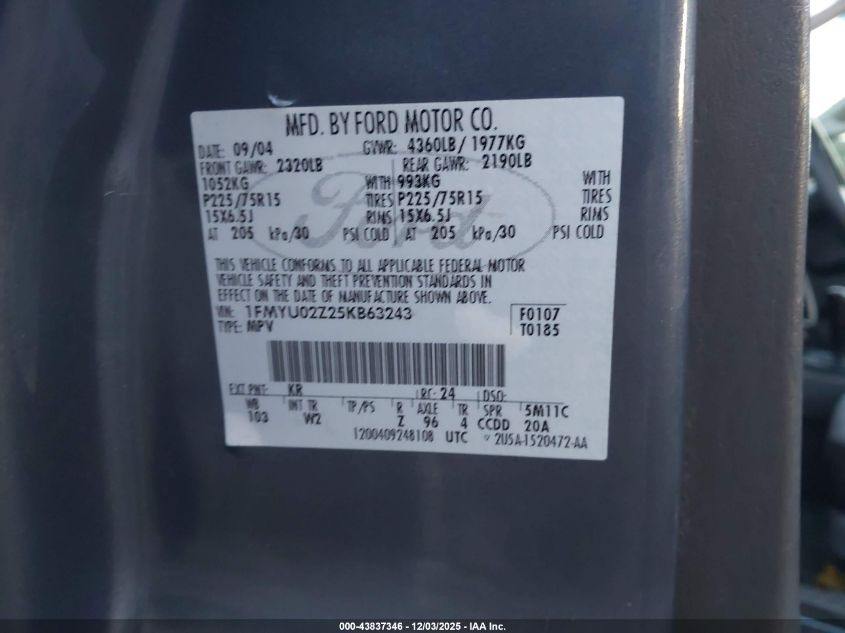 MFD. BY FORD MOTOR CO.
DATE: 09/04 GVWR: 4360LB/ 1977KG
FRONT GAWR: 2320LB REAR GAWR: 2190LB
1052KG WITH 993KG WITH
P225/75R15 TIRES P225/75R15 TIRES
15X6.5J RIMS 15X6.5J RIMS
AT 205 kPa/30 PSI COLD AT 205 kPa/30 PSI COLD
Ford
THIS VEHICLE CONFORMS TO ALL APPLICABLE FEDERAL MOTOR
VEHICLE SAFETY AND THEFT PREVENTION STANDARDS IN
EFFECT ON THE DATE OF MANUFACTURE SHOWN ABOVE.
VIN: 1FMYU02Z25KB63243 F0107
TYPE: MPV T0185
EXT PNT: KR RC: 24 DSO:
WB INT TR TP/PS R AXLE TR SPR 5M11C
103 W2 Z 96 4 CCDD 20A
1200409248108 UTC 2U5A-1520472-AA
000-43837346 - 12/03/2025 - IAA Inc.